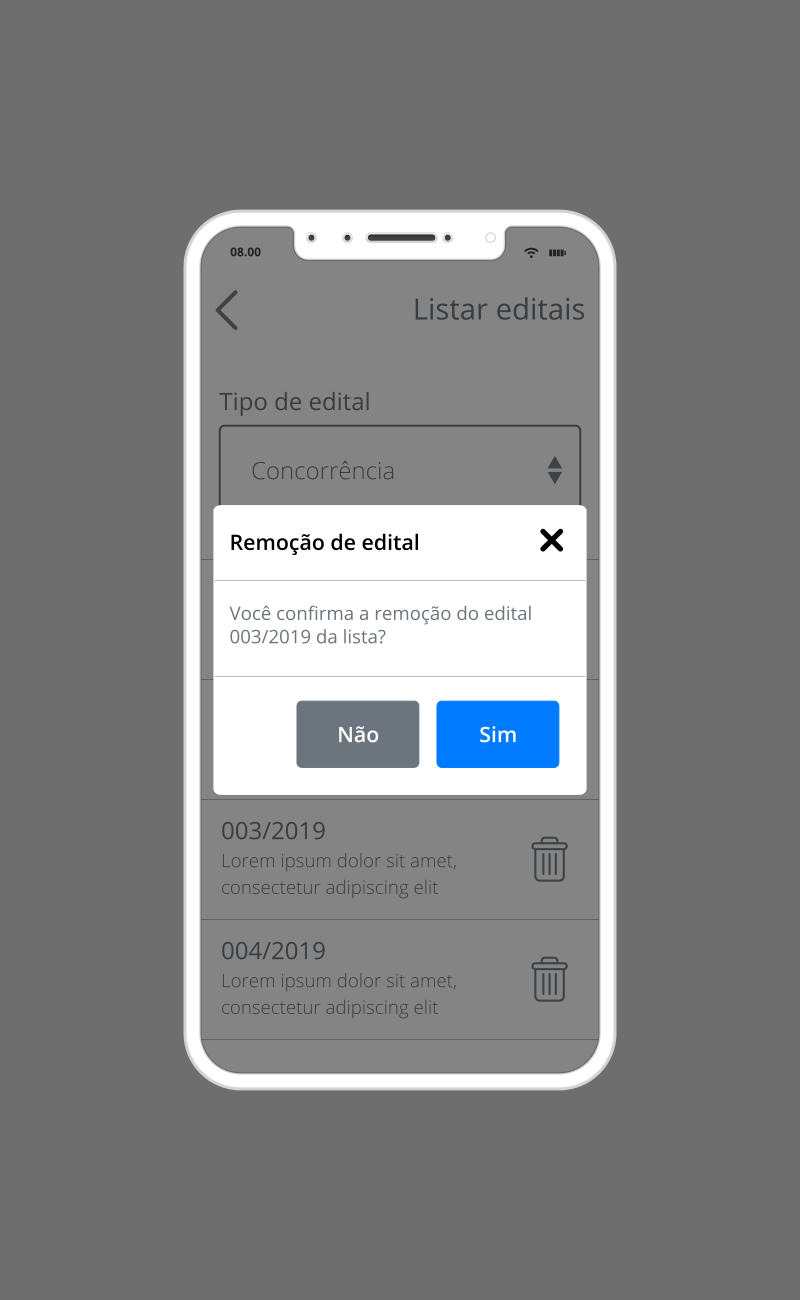 08.00
Listar editais
Tipo de edital
Concorrência
Remoção de edital
Você confirma a remoção do edital
003/2019 da lista?
Não
Sim
003/2019
Lorem ipsum dolor sit amet,
consectetur adipiscing elit
004/2019
Lorem ipsum dolor sit amet,
consectetur adipiscing elit